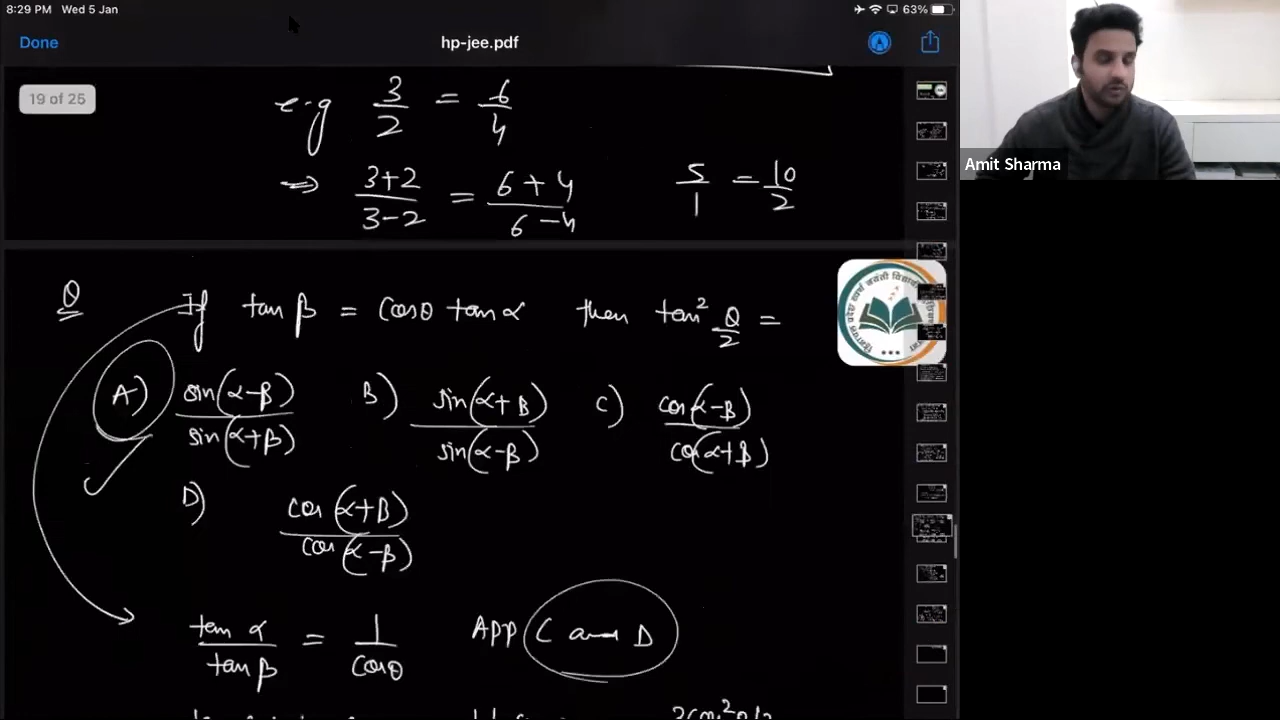 8:29 PM Wed 5 Jan
63%
Done
hp-jee.pdf
19 of 25
e.g 3/2 = 6/4
=> (3+2)/(3-2) = (6+4)/(6-4) 5/1 = 10/2
Amit Sharma
Q If tan β = cosθ tan α then tan² θ/2 =
A) sin(α-β)/sin(α+β) B) sin(α+β)/sin(α-β) C) cos(α-β)/cos(α+β)
D) cos(α+β)/cos(α-β)
tan α/tan β = 1/cosθ APP C and D